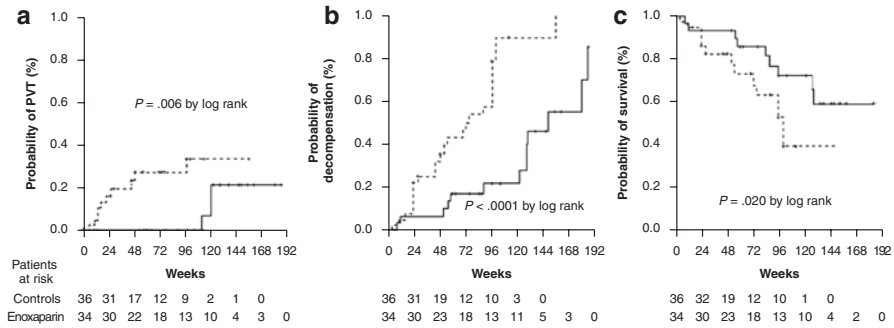 a
Probability of PVT (%)
1.0
0.8
0.6
0.4
0.2
0.0
P = .006 by log rank
0 24 48 72 96 120 144 168 192
Weeks
b
Probability of
decompensation (%)
1.0
0.8
0.6
0.4
0.2
0.0
P < .0001 by log rank
0 24 48 72 96 120 144 168 192
Weeks
c
Probability of survival (%)
1.0
0.8
0.6
0.4
0.2
0.0
P = .020 by log rank
0 24 48 72 96 120 144 168 192
Weeks
Patients
at risk
Controls 36 31 17 12 9 2 1 0 36 31 19 12 10 3 0 36 32 19 12 10 1 0
Enoxaparin 34 30 22 18 13 10 4 3 0 34 30 23 18 13 11 5 3 0 34 30 23 18 13 10 4 2 0